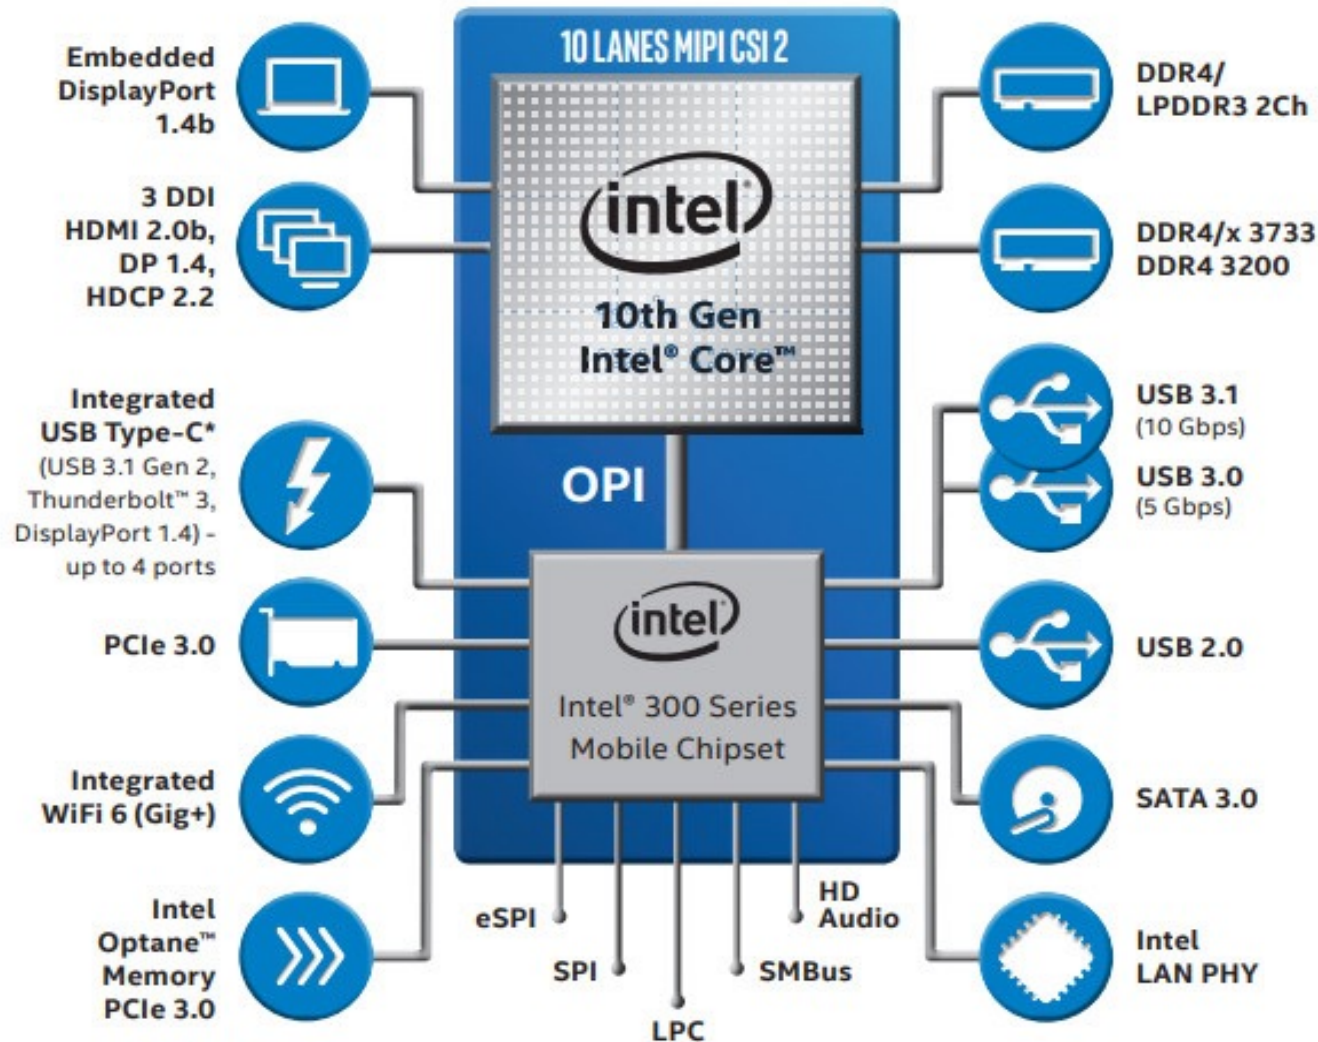 10 LANES MIPI CSI 2
Embedded
DisplayPort
1.4b
3 DDI
HDMI 2.0b,
DP 1.4,
HDCP 2.2
Integrated
USB Type-C*
(USB 3.1 Gen 2,
Thunderbolt™ 3,
DisplayPort 1.4) -
up to 4 ports
PCIe 3.0
Integrated
WiFi 6 (Gig+)
Intel
Optane™
Memory
PCIe 3.0
intel®
10th Gen
Intel® Core™
OPI
intel®
Intel® 300 Series
Mobile Chipset
eSPI
SPI
LPC
SMBus
HD
Audio
DDR4/
LPDDR3 2Ch
DDR4/x 3733
DDR4 3200
USB 3.1
(10 Gbps)
USB 3.0
(5 Gbps)
USB 2.0
SATA 3.0
Intel
LAN PHY